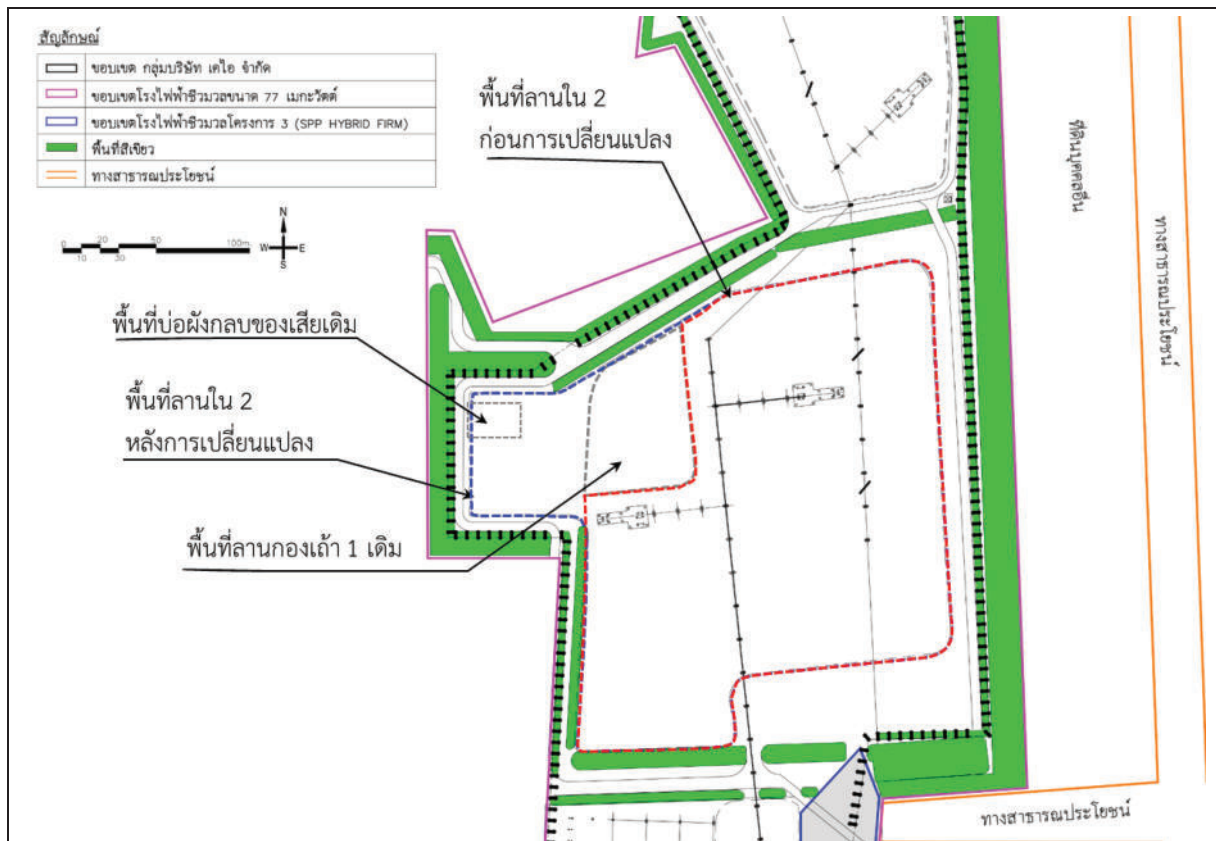 สัญลักษณ์
ขอบเขต กลุ่มบริษัท เคไอ จำกัด
ขอบเขตโรงไฟฟ้าชีวมวลขนาด 77 เมกะวัตต์
ขอบเขตโรงไฟฟ้าชีวมวลโครงการ 3 (SPP HYBRID FIRM)
พื้นที่สีเขียว
ทางสาธารณประโยชน์
0 20 50 100m
10 30
N
W E
S
พื้นที่ลานใน 2
ก่อนการเปลี่ยนแปลง
พื้นที่บ่อฝังกลบของเสียเดิม
พื้นที่ลานใน 2
หลังการเปลี่ยนแปลง
พื้นที่ลานกองเถ้า 1 เดิม
ที่ดินบุคคลอื่น
ทางสาธารณประโยชน์
ทางสาธารณประโยชน์